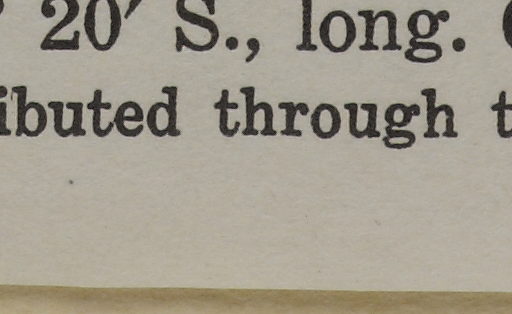 20′ S., long.
ibuted through t